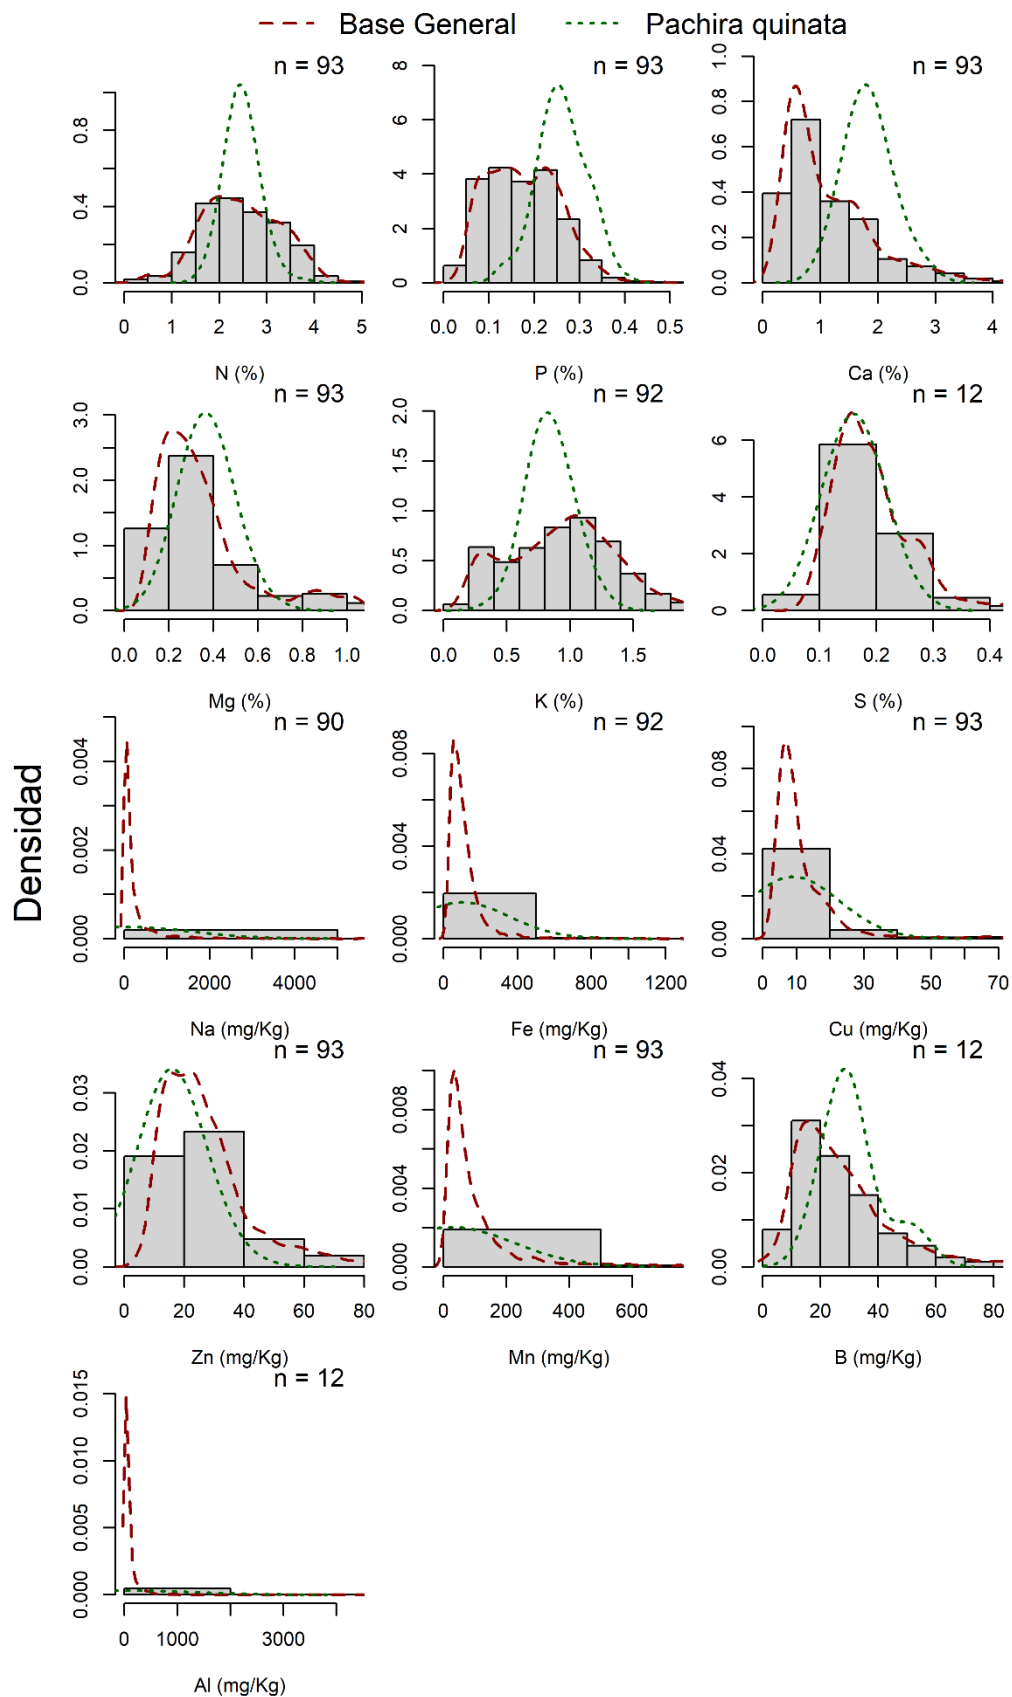 Base General Pachira quinata
n = 93 n = 93 n = 93
0.0 0.4 0.8
0 2 4 6 8
0.0 0.2 0.4 0.6 0.8 1.0
0 1 2 3 4 5
0.0 0.1 0.2 0.3 0.4 0.5
0 1 2 3 4
N (%) P (%) Ca (%)
n = 93 n = 92 n = 12
0.0 1.0 2.0 3.0
0.0 0.5 1.0 1.5 2.0
0 2 4 6
0.0 0.2 0.4 0.6 0.8 1.0
0.0 0.5 1.0 1.5
0.0 0.1 0.2 0.3 0.4
Mg (%) K (%) S (%)
Densidad
n = 90 n = 92 n = 93
0.000 0.002 0.004
0.000 0.004 0.008
0.00 0.04 0.08
0 2000 4000
0 400 800 1200
0 10 30 50 70
Na (mg/Kg) Fe (mg/Kg) Cu (mg/Kg)
n = 93 n = 93 n = 12
0.00 0.01 0.02 0.03
0.000 0.004 0.008
0.00 0.02 0.04
0 20 40 60 80
0 200 400 600
0 20 40 60 80
Zn (mg/Kg) Mn (mg/Kg) B (mg/Kg)
n = 12
0.000 0.005 0.010 0.015
0 1000 3000
Al (mg/Kg)